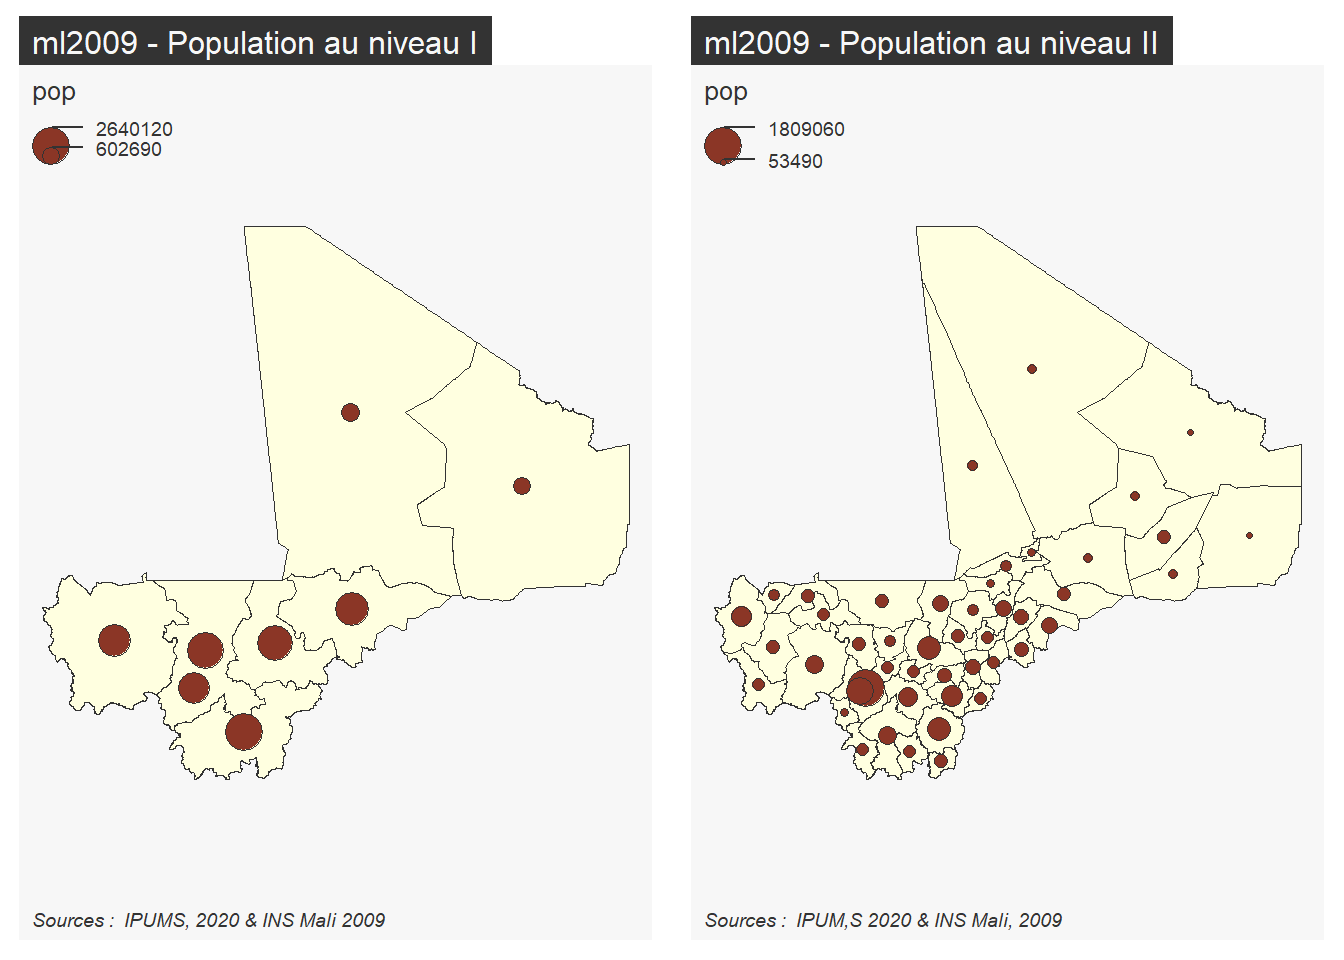 ml2009 - Population au niveau I
pop
2640120
602690
Sources :  IPUMS, 2020 & INS Mali 2009
ml2009 - Population au niveau II
pop
1809060
53490
Sources :  IPUM,S 2020 & INS Mali, 2009